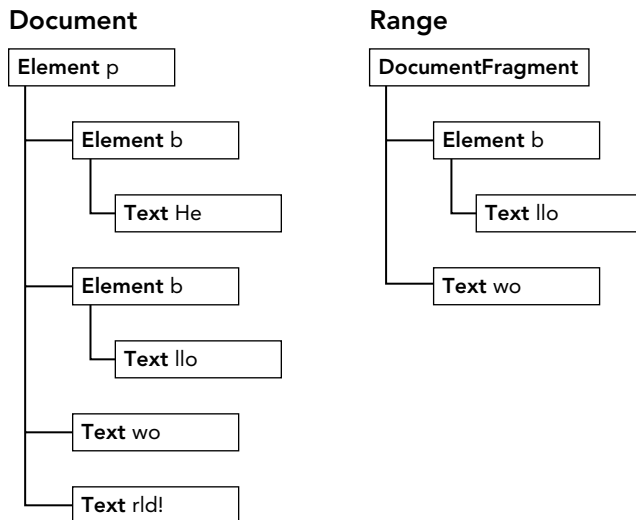 Document
Element p
Element b
Text He
Element b
Text llo
Text wo
Text rld!
Range
DocumentFragment
Element b
Text llo
Text wo